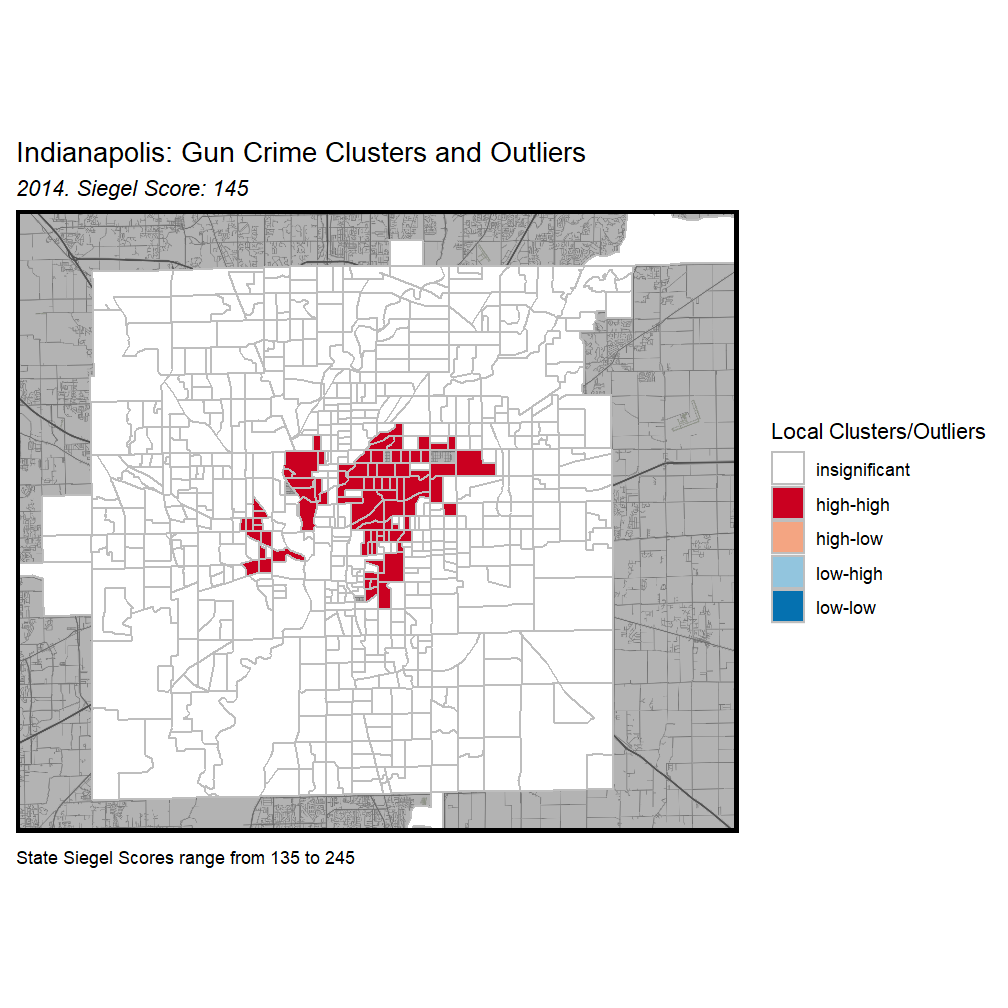 Indianapolis: Gun Crime Clusters and Outliers
2014. Siegel Score: 145
Local Clusters/Outliers
insignificant
high-high
high-low
low-high
low-low
State Siegel Scores range from 135 to 245